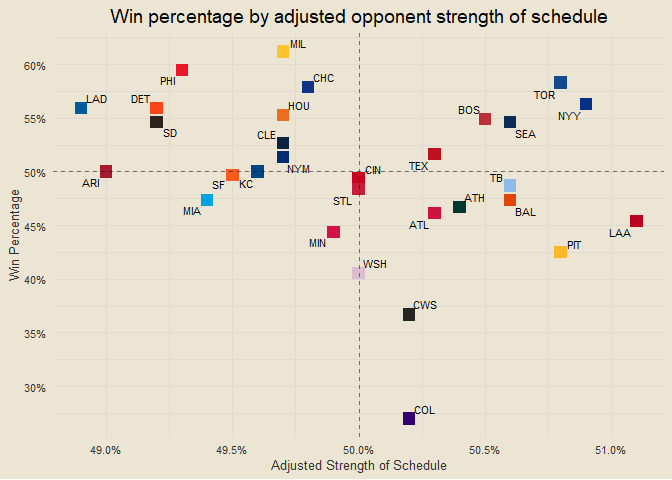 Win percentage by adjusted opponent strength of schedule
MIL
60%
PHI
CHC
TOR
LAD
DET
HOU
BOS
NYY
55%
SD
SEA
CLE
50%
NYM
CIN
TEX
ARI
SF
KC
TB
STL
ATH
MIA
BAL
45%
ATL
LAA
MIN
PIT
WSH
40%
CWS
35%
30%
COL
49.0%
49.5%
50.0%
50.5%
51.0%
Adjusted Strength of Schedule
Win Percentage